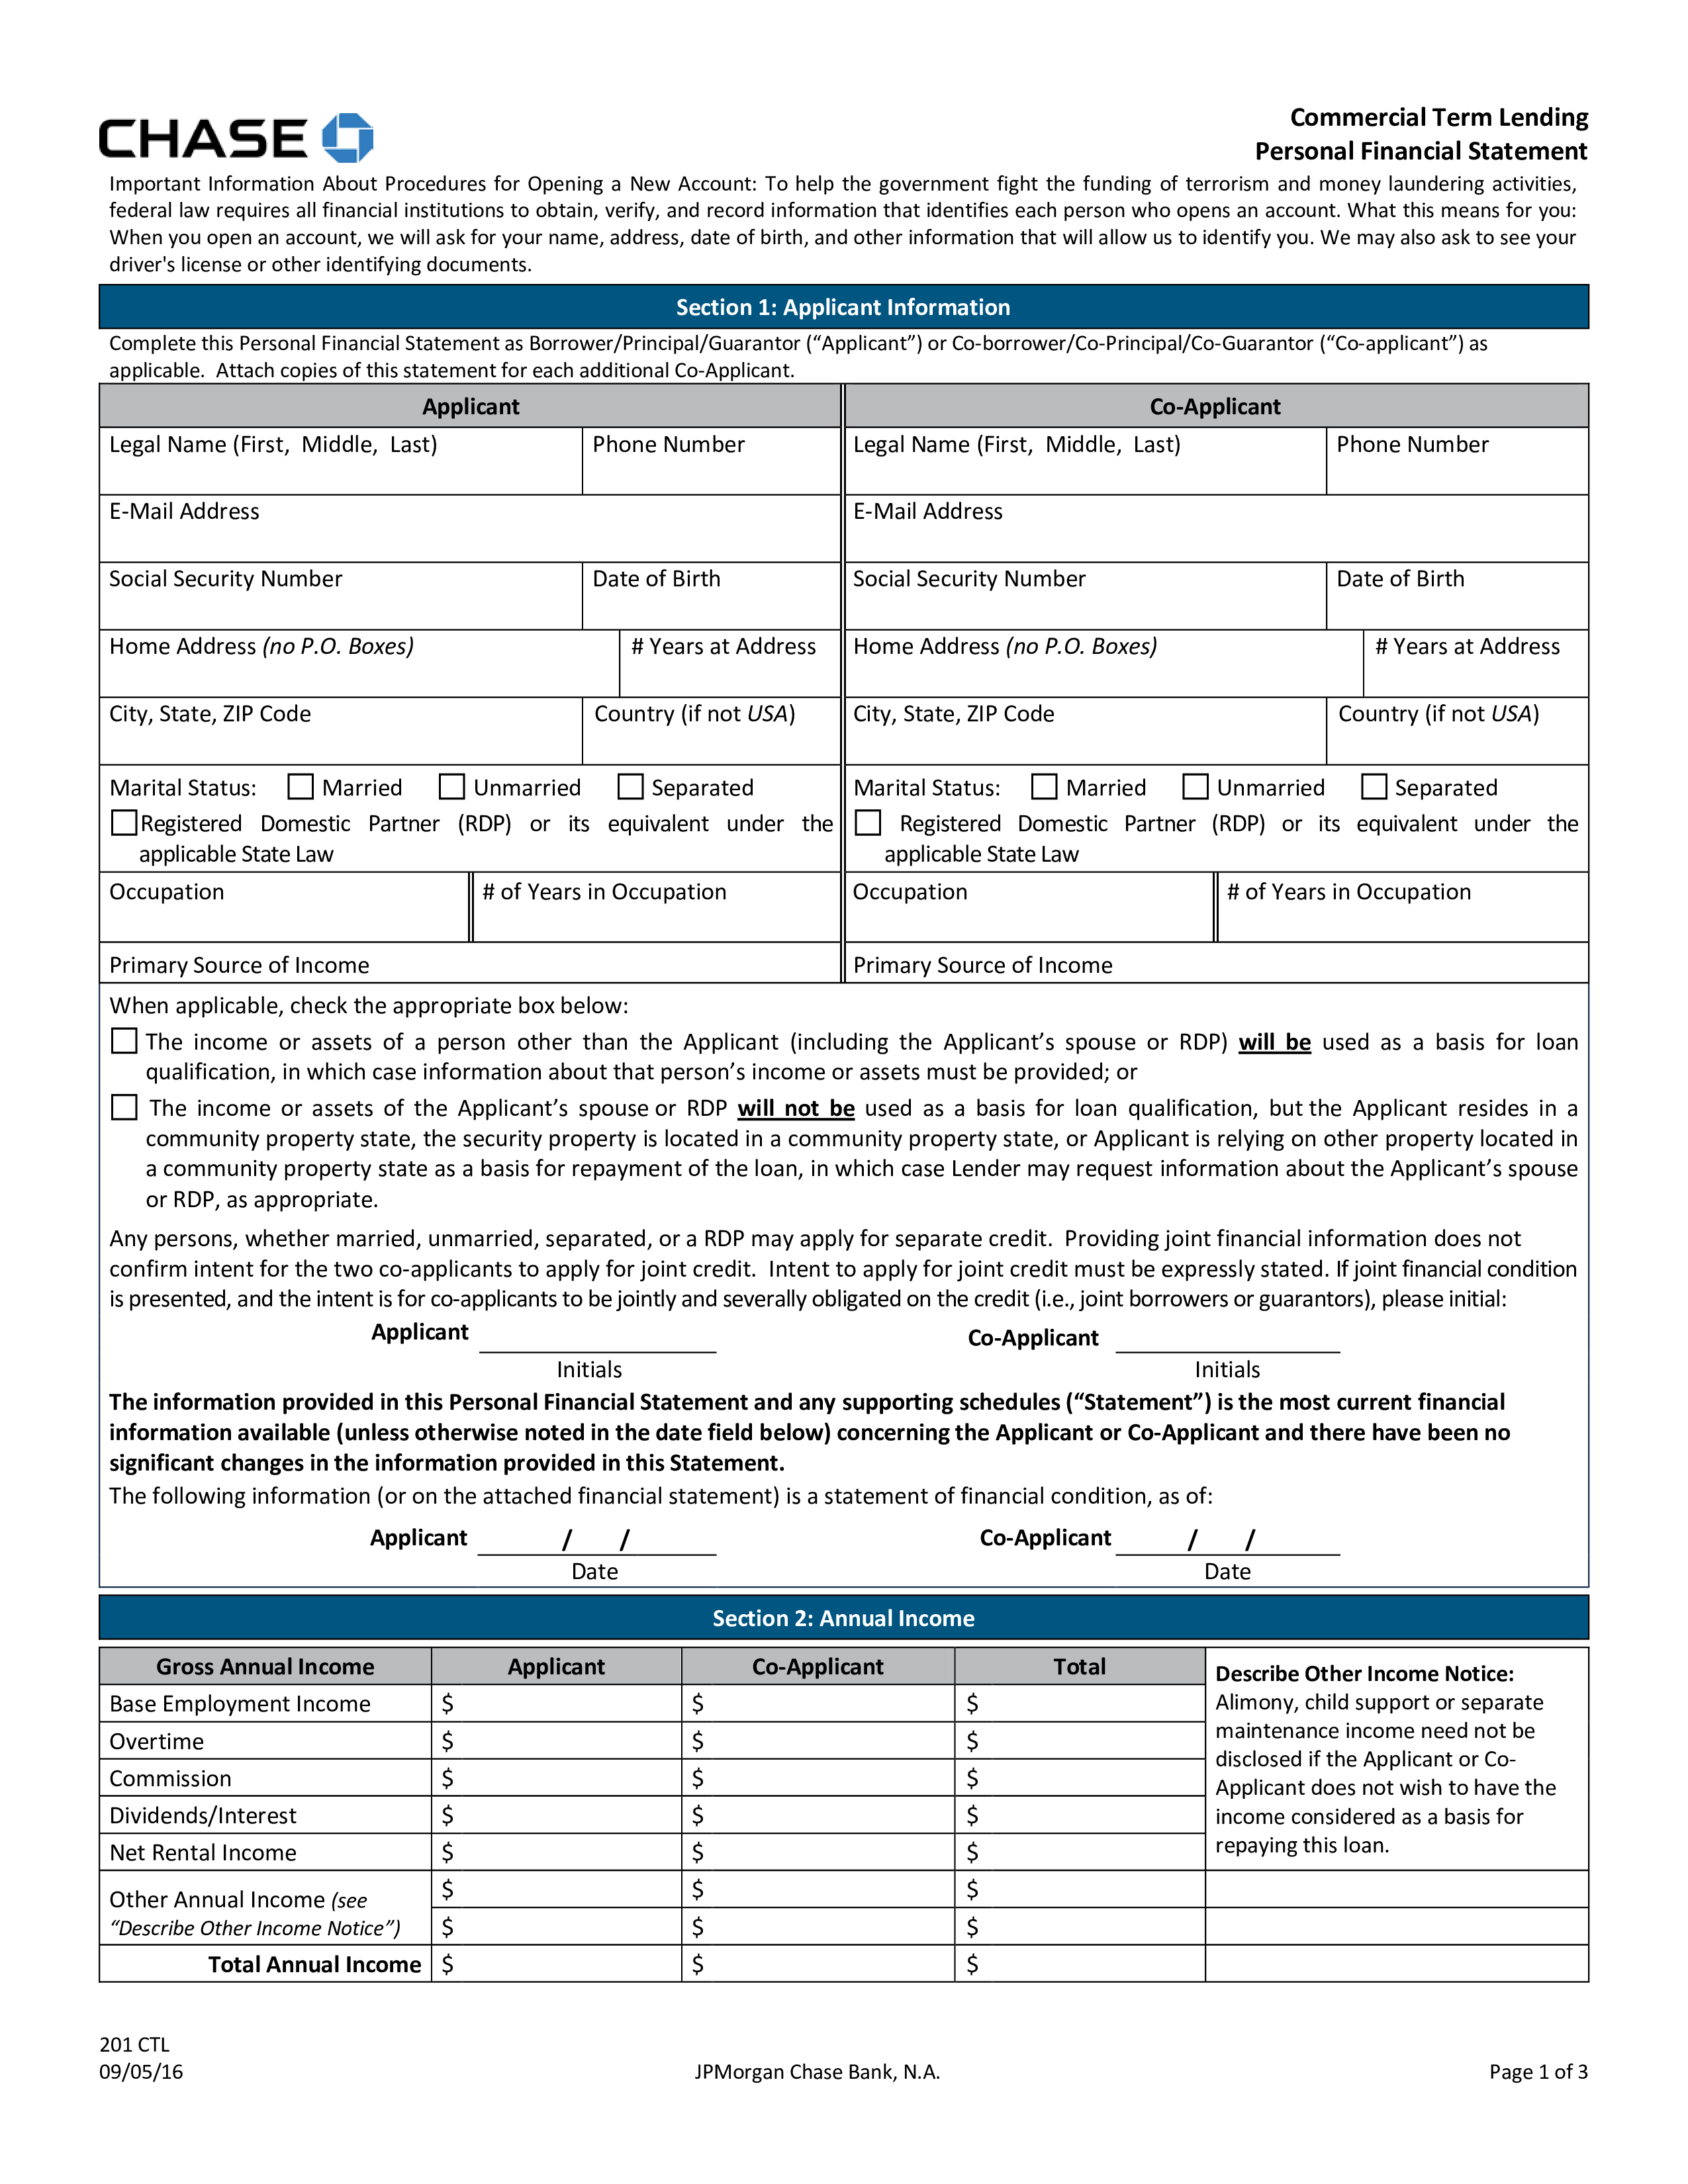 CHASE
Commercial Term Lending
Personal Financial Statement
Important Information About Procedures for Opening a New Account: To help the government fight the funding of terrorism and money laundering activities,
federal law requires all financial institutions to obtain, verify, and record information that identifies each person who opens an account. What this means for you:
When you open an account, we will ask for your name, address, date of birth, and other information that will allow us to identify you. We may also ask to see your
driver's license or other identifying documents.
Section 1: Applicant Information
Complete this Personal Financial Statement as Borrower/Principal/Guarantor (“Applicant”) or Co-borrower/Co-Principal/Co-Guarantor (“Co-applicant”) as
applicable. Attach copies of this statement for each additional Co-Applicant.
Applicant Co-Applicant
Legal Name (First, Middle, Last) Phone Number Legal Name (First, Middle, Last) Phone Number
E-Mail Address E-Mail Address
Social Security Number Date of Birth Social Security Number Date of Birth
Home Address (no P.O. Boxes) # Years at Address Home Address (no P.O. Boxes) # Years at Address
City, State, ZIP Code Country (if not USA) City, State, ZIP Code Country (if not USA)
Marital Status: Married Unmarried Separated Marital Status: Married Unmarried Separated
Registered Domestic Partner (RDP) or its equivalent under the Registered Domestic Partner (RDP) or its equivalent under the
applicable State Law applicable State Law
Occupation # of Years in Occupation Occupation # of Years in Occupation
Primary Source of Income Primary Source of Income
When applicable, check the appropriate box below:
The income or assets of a person other than the Applicant (including the Applicant’s spouse or RDP) will be used as a basis for loan
qualification, in which case information about that person’s income or assets must be provided; or
The income or assets of the Applicant’s spouse or RDP will not be used as a basis for loan qualification, but the Applicant resides in a
community property state, the security property is located in a community property state, or Applicant is relying on other property located in
a community property state as a basis for repayment of the loan, in which case Lender may request information about the Applicant’s spouse
or RDP, as appropriate.
Any persons, whether married, unmarried, separated, or a RDP may apply for separate credit. Providing joint financial information does not
confirm intent for the two co-applicants to apply for joint credit. Intent to apply for joint credit must be expressly stated. If joint financial condition
is presented, and the intent is for co-applicants to be jointly and severally obligated on the credit (i.e., joint borrowers or guarantors), please initial:
Applicant Co-Applicant
Initials Initials
The information provided in this Personal Financial Statement and any supporting schedules (“Statement”) is the most current financial
information available (unless otherwise noted in the date field below) concerning the Applicant or Co-Applicant and there have been no
significant changes in the information provided in this Statement.
The following information (or on the attached financial statement) is a statement of financial condition, as of:
Applicant / / Co-Applicant / /
Date Date
Section 2: Annual Income
Gross Annual Income Applicant Co-Applicant Total
Base Employment Income $ $ $
Overtime $ $ $
Commission $ $ $
Dividends/Interest $ $ $
Net Rental Income $ $ $
Describe Other Income Notice:
Alimony, child support or separate
maintenance income need not be
disclosed if the Applicant or Co-
Applicant does not wish to have the
income considered as a basis for
repaying this loan.
Other Annual Income (see $ $ $
“Describe Other Income Notice”) $ $ $
Total Annual Income $ $ $
201 CTL
09/05/16 JPMorgan Chase Bank, N.A. Page 1 of 3